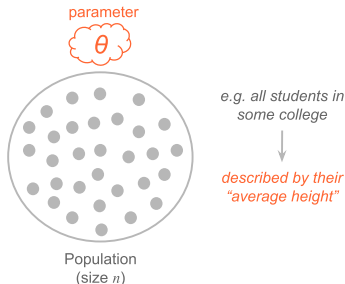 parameter
θ
e.g. all students in
some college
described by their
“average height”
Population
(size n)